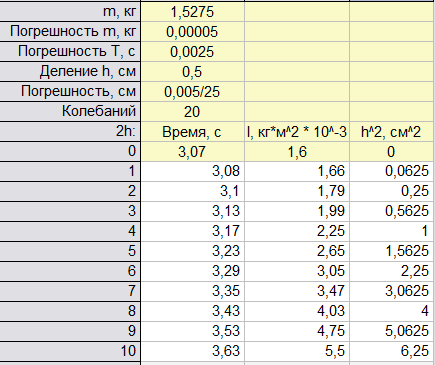 m, кг 1,5275
Погрешность m, кг 0,00005
Погрешность T, с 0,0025
Деление h, см 0,5
Погрешность, см 0,005/25
Колебаний 20
2h: Время, с I, кг*м^2 * 10^-3 h^2, см^2
0 3,07 1,6 0
1 3,08 1,66 0,0625
2 3,1 1,79 0,25
3 3,13 1,99 0,5625
4 3,17 2,25 1
5 3,23 2,65 1,5625
6 3,29 3,05 2,25
7 3,35 3,47 3,0625
8 3,43 4,03 4
9 3,53 4,75 5,0625
10 3,63 5,5 6,25